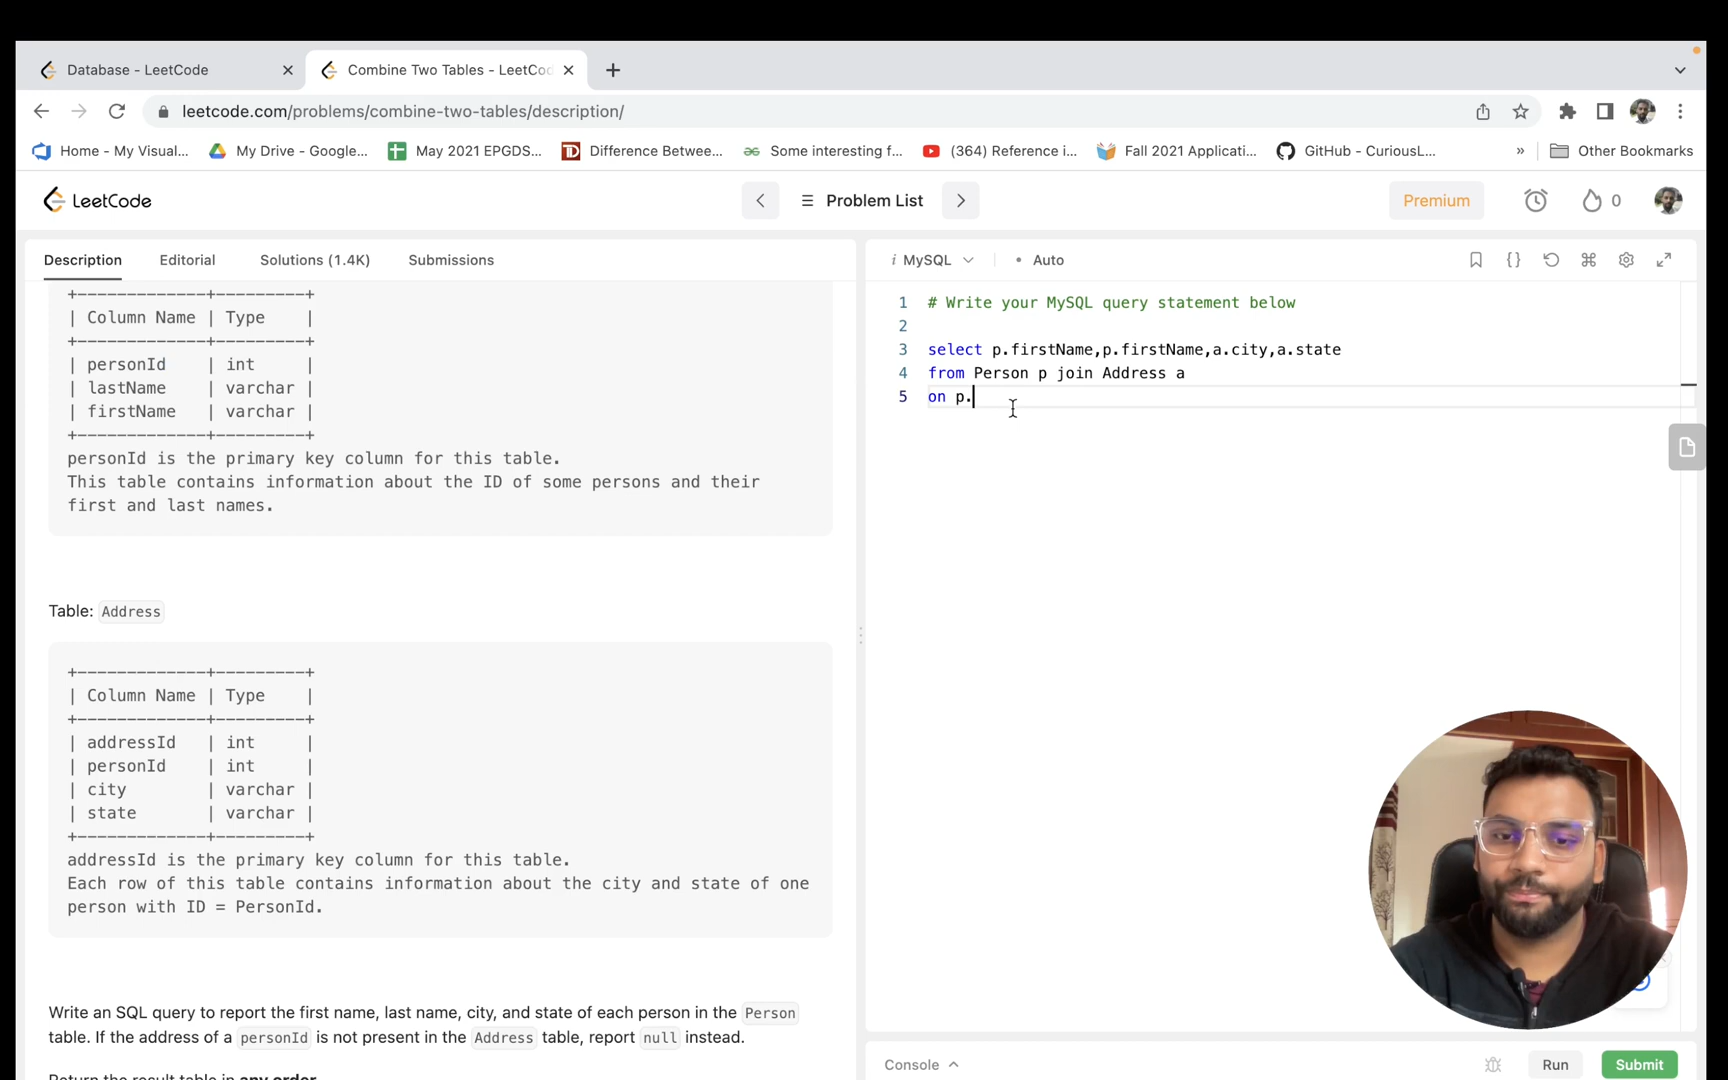 Database - LeetCode
Combine Two Tables - LeetCo
leetcode.com/problems/combine-two-tables/description/
Home - My Visual...
My Drive - Google...
May 2021 EPGDS...
Difference Betwee...
Some interesting f...
(364) Reference i...
Fall 2021 Applicati...
GitHub - CuriousL...
»
Other Bookmarks
LeetCode
Problem List
Premium
0
Description
Editorial
Solutions (1.4K)
Submissions
i MySQL
• Auto
+-------------+---------+
| Column Name | Type    |
+-------------+---------+
| personId    | int     |
| lastName    | varchar |
| firstName   | varchar |
+-------------+---------+
personId is the primary key column for this table.
This table contains information about the ID of some persons and their
first and last names.
Table: Address
+-------------+---------+
| Column Name | Type    |
+-------------+---------+
| addressId   | int     |
| personId    | int     |
| city        | varchar |
| state       | varchar |
+-------------+---------+
addressId is the primary key column for this table.
Each row of this table contains information about the city and state of one
person with ID = PersonId.
Write an SQL query to report the first name, last name, city, and state of each person in the Person
table. If the address of a personId is not present in the Address table, report null instead.
Return the result table in any order.
1 # Write your MySQL query statement below
2
3 select p.firstName,p.firstName,a.city,a.state
4 from Person p join Address a
5 on p.
Console
Run
Submit